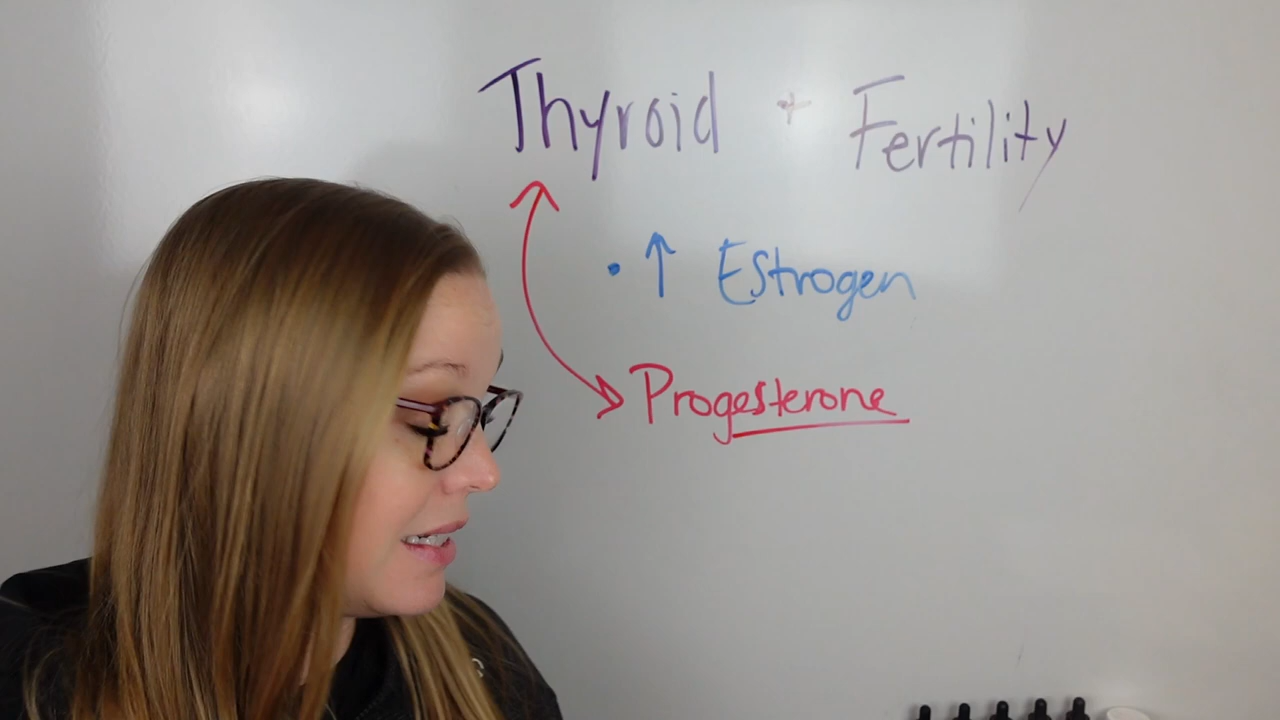 Thyroid + Fertility
• ↑ Estrogen
Progesterone